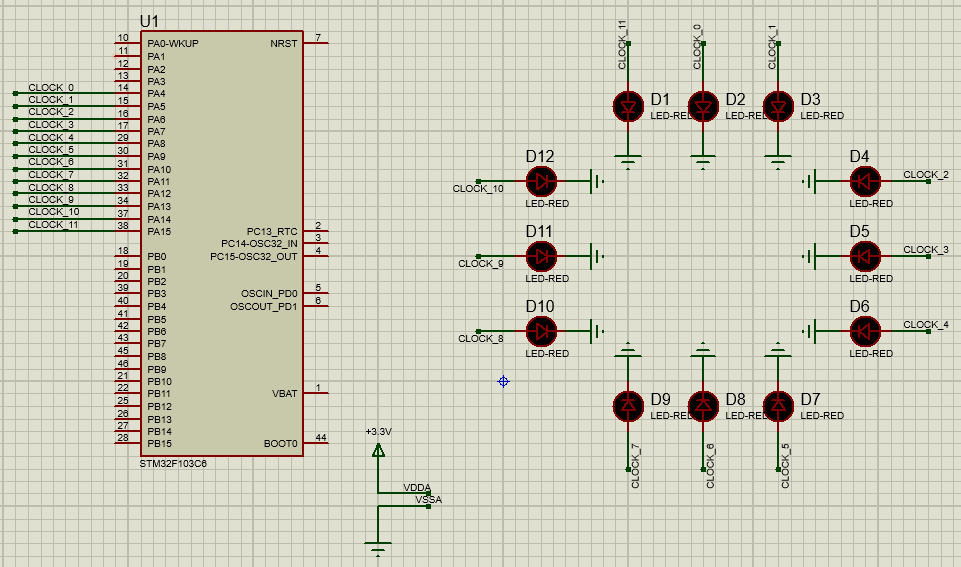 U1
10 PA0-WKUP NRST 7
11 PA1
12 PA2
13 PA3
CLOCK_0 14 PA4
CLOCK_1 15 PA5
CLOCK_2 16 PA6
CLOCK_3 17 PA7
CLOCK_4 29 PA8
CLOCK_5 30 PA9
CLOCK_6 31 PA10
CLOCK_7 32 PA11
CLOCK_8 33 PA12
CLOCK_9 34 PA13
CLOCK_10 37 PA14
CLOCK_11 38 PA15
PC13_RTC 2
PC14-OSC32_IN 3
18 PB0 PC15-OSC32_OUT 4
19 PB1
20 PB2
39 PB3 OSCIN_PD0 5
40 PB4 OSCOUT_PD1 6
41 PB5
42 PB6
43 PB7
45 PB8
46 PB9
21 PB10
22 PB11 VBAT 1
25 PB12
26 PB13
27 PB14
28 PB15 BOOT0 44
STM32F103C6
+3.3V
VDDA
VSSA
CLOCK_11
CLOCK_0
CLOCK_1
D1
LED-RED
D2
LED-RED
D3
LED-RED
D12
CLOCK_10
LED-RED
D4
CLOCK_2
LED-RED
D11
CLOCK_9
LED-RED
D5
CLOCK_3
LED-RED
D10
CLOCK_8
LED-RED
D6
CLOCK_4
LED-RED
D9
LED-RED
D8
LED-RED
D7
LED-RED
CLOCK_7
CLOCK_6
CLOCK_5